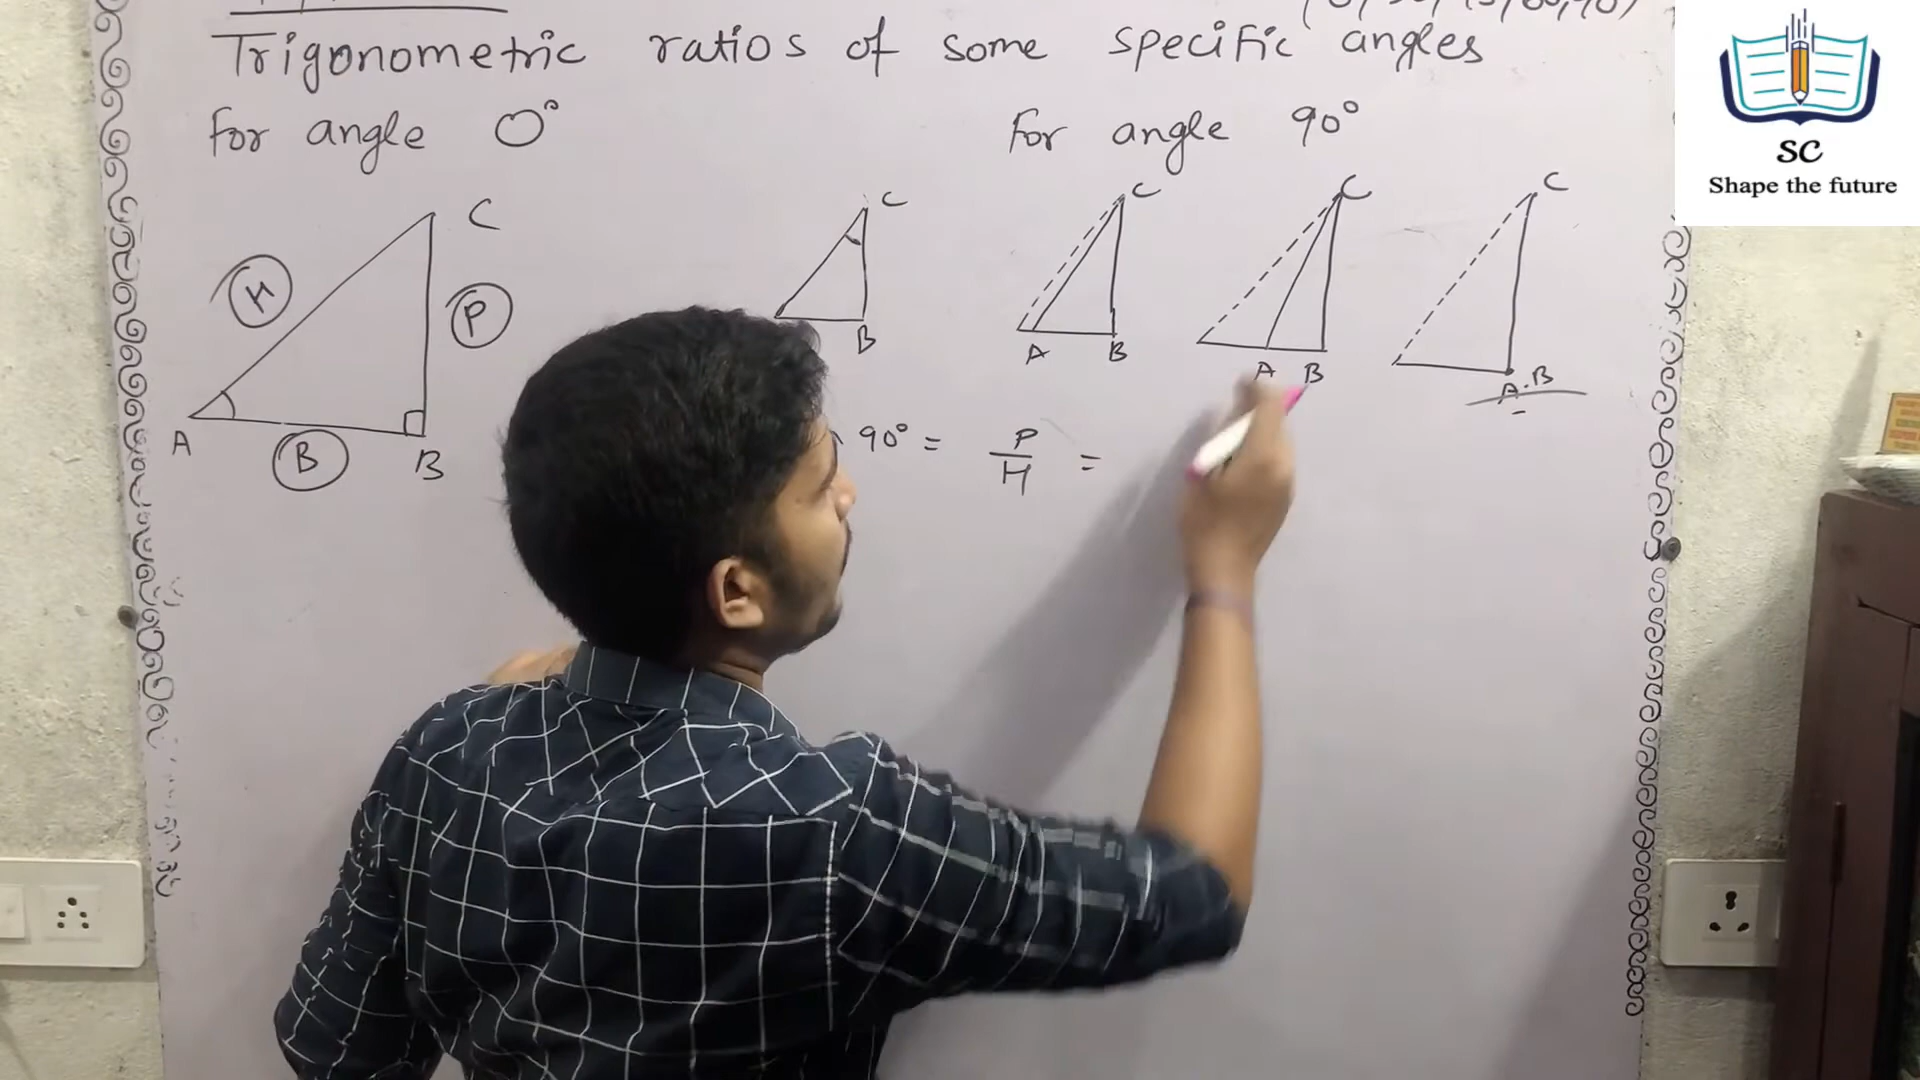 Trigonometric ratios of some specific angles
For angle 0°
For angle 90°
SC
Shape the future
C
H
P
A
B
B
C
B
C
A
B
C
A
B
C
A.B
90° = P/H =